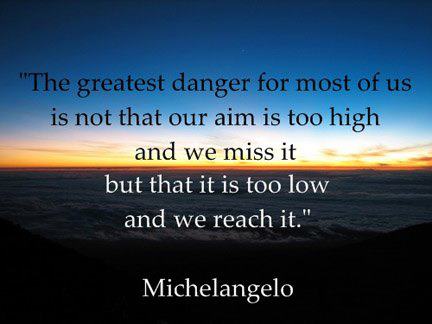 "The greatest danger for most of us
is not that our aim is too high
and we miss it
but that it is too low
and we reach it."
Michelangelo